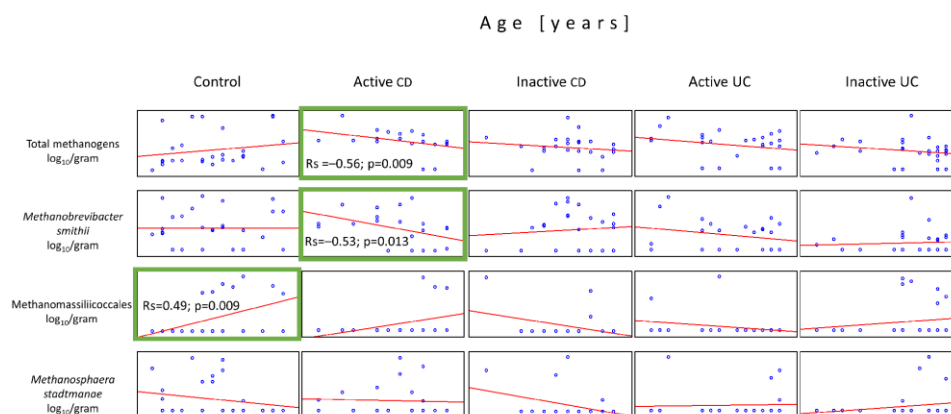 Age [years]
Control
Active CD
Inactive CD
Active UC
Inactive UC
Total methanogens
log10/gram
Rs =−0.56; p=0.009
Methanobrevibacter
smithii
log10/gram
Rs=−0.53; p=0.013
Methanomassiliicoccales
log10/gram
Rs=0.49; p=0.009
Methanosphaera
stadtmanae
log10/gram